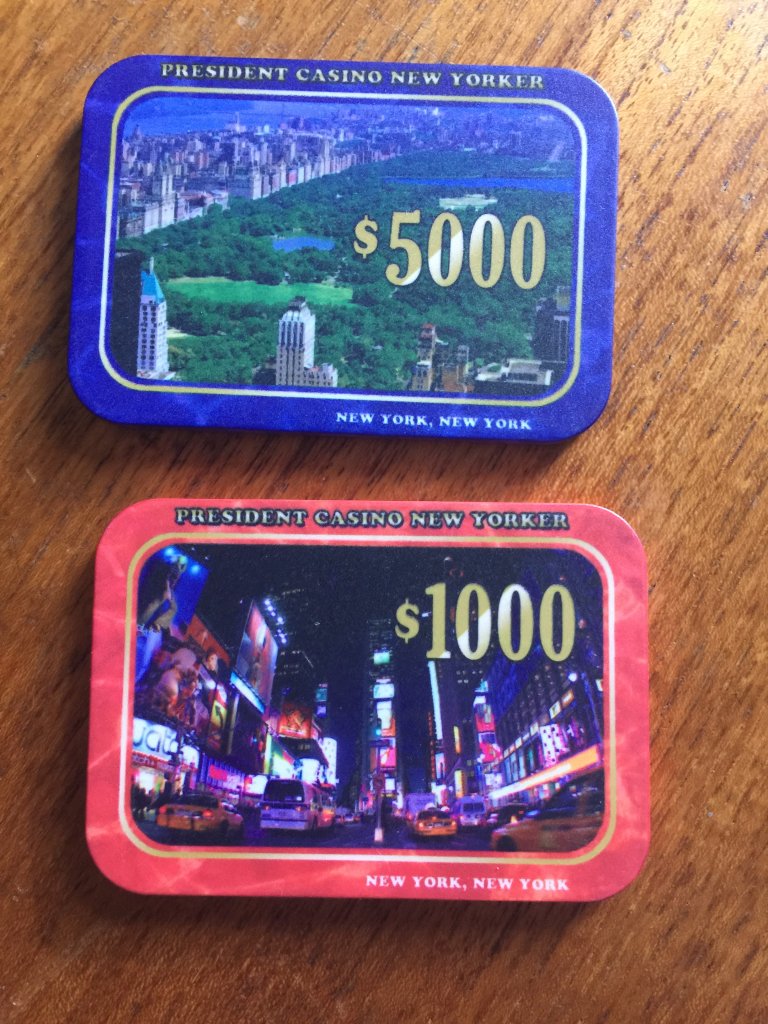 PRESIDENT CASINO NEW YORKER
$5000
NEW YORK, NEW YORK
PRESIDENT CASINO NEW YORKER
$1000
NEW YORK, NEW YORK